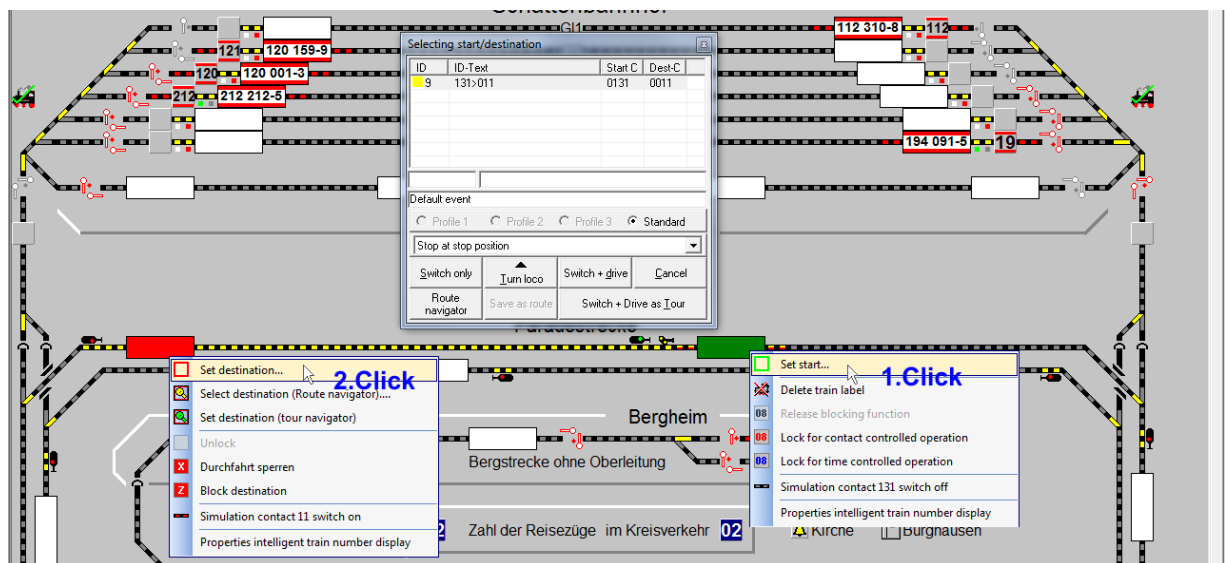 Gl1
112 310-8
112
121
120 159-9
120
120 001-3
212
212 212-5
194 091-5
19
Selecting start/destination
ID ID-Text Start C Dest-C
9 131>011 0131 0011
Default event
Profile 1 Profile 2 Profile 3 Standard
Stop at stop position
Switch only Turn loco Switch + drive Cancel
Route navigator Save as route Switch + Drive as Tour
Set destination...
2.Click
Select destination (Route navigator)....
Set destination (tour navigator)
Unlock
Durchfahrt sperren
Block destination
Simulation contact 11 switch on
Properties intelligent train number display
Set start...
1.Click
Delete train label
08 Release blocking function
08 Lock for contact controlled operation
08 Lock for time controlled operation
Simulation contact 131 switch off
Properties intelligent train number display
Bergheim
Bergstrecke ohne Oberleitung
Zahl der Reisezüge im Kreisverkehr 02
Kirche
Burghausen